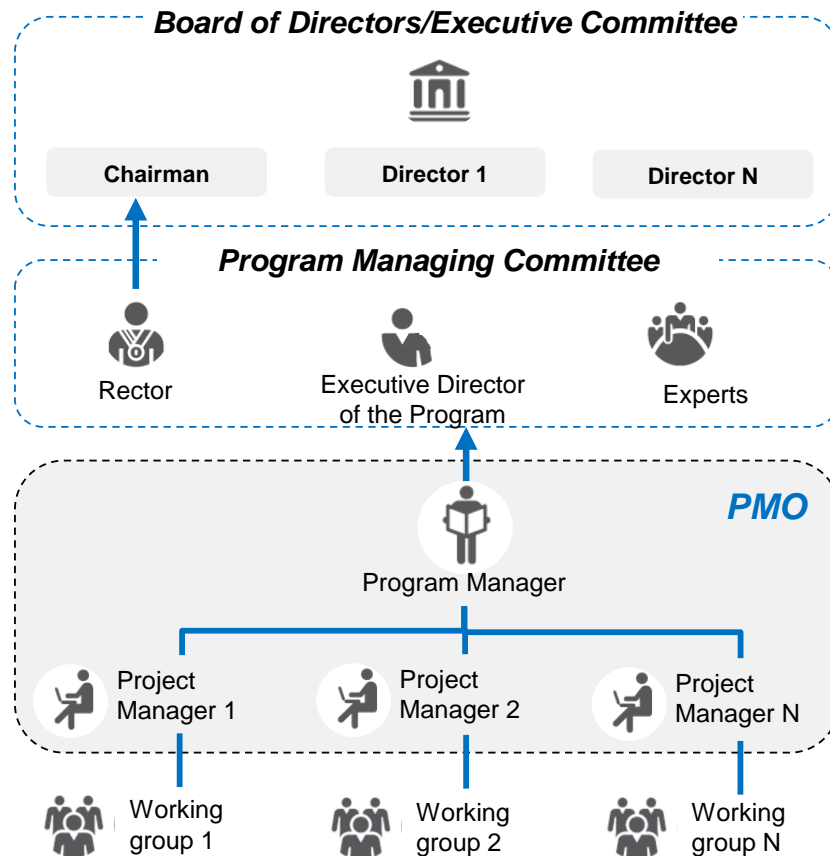 Board of Directors/Executive Committee
Chairman
Director 1
Director N
Program Managing Committee
Rector
Executive Director
of the Program
Experts
PMO
Program Manager
Project
Manager 1
Project
Manager 2
Project
Manager N
Working
group 1
Working
group 2
Working
group N